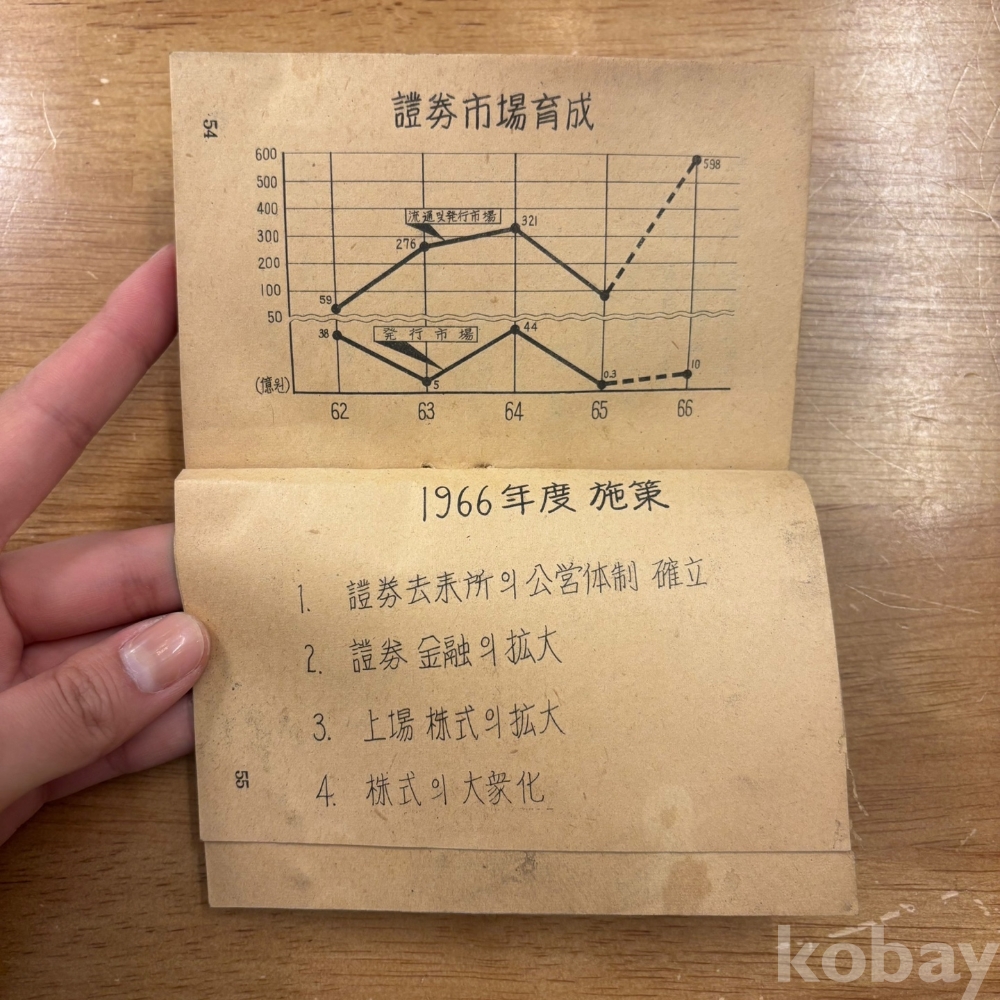 54
證券市場育成
600
500
400
300
200
100
50
(億원)
流通및発行市場
59
276
321
598
発行市場
38
5
44
0.3
10
62 63 64 65 66
1966年度 施策
1. 證券去来所의 公営体制 確立
2. 證券 金融의 拡大
3. 上場 株式의 拡大
4. 株式의 大衆化
55
kobay